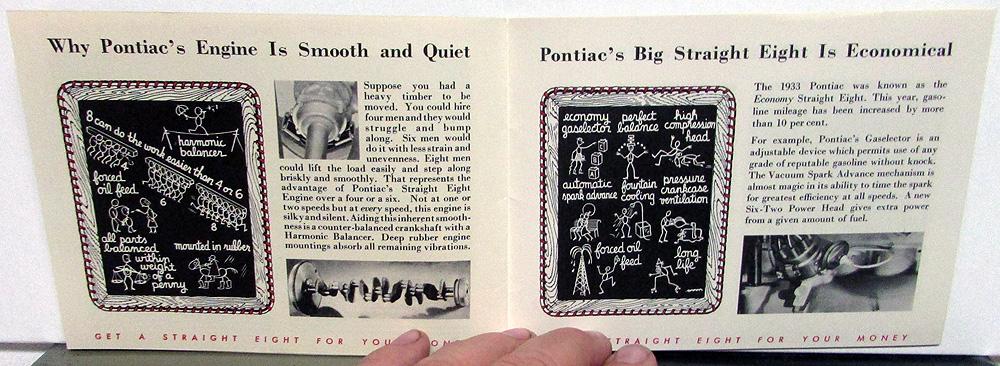 Why Pontiac's Engine Is Smooth and Quiet
8 can do the work easier than 4 or 6
harmonic
balancer
forced
oil feed
4
6
8
all parts
balanced
within
weight
of a
penny
mounted in rubber
Suppose you had a
heavy timber to be
moved. You could hire
four men and they would
struggle and bump
along. Six men would
do it with less strain and
unevenness. Eight men
could lift the load easily and step along
briskly and smoothly. That represents the
advantage of Pontiac's Straight Eight
Engine over a four or a six. Not at one or
two speeds but at every speed, this engine is
silky and silent. Aiding this inherent smooth-
ness is a counter-balanced crankshaft with a
Harmonic Balancer. Deep rubber engine
mountings absorb all remaining vibrations.
GET A STRAIGHT EIGHT FOR
Pontiac's Big Straight Eight Is Economical
economy
gaselector
perfect
balance
high
compression
head
automatic
spark advance
fountain
cooling
pressure
crankcase
ventilation
forced oil
feed
long
life
The 1933 Pontiac was known as the
Economy Straight Eight. This year, gaso-
line mileage has been increased by more
than 10 per cent.
For example, Pontiac's Gaselector is an
adjustable device which permits use of any
grade of reputable gasoline without knock.
The Vacuum Spark Advance mechanism is
almost magic in its ability to time the spark
for greatest efficiency at all speeds. A new
Six-Two Power Head gives extra power
from a given amount of fuel.
STRAIGHT EIGHT FOR YOUR MONEY